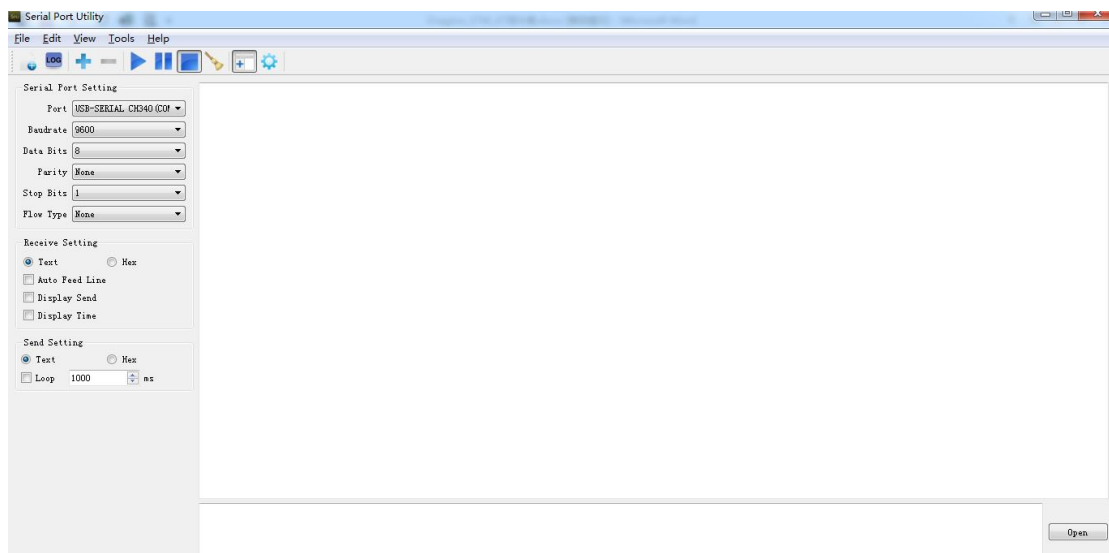 Serial Port Utility
File Edit View Tools Help
LOG
Serial Port Setting
Port USB-SERIAL CH340 (COM
Baudrate 9600
Data Bits 8
Parity None
Stop Bits 1
Flow Type None
Receive Setting
Text Hex
Auto Feed Line
Display Send
Display Time
Send Setting
Text Hex
Loop 1000 ms
Open